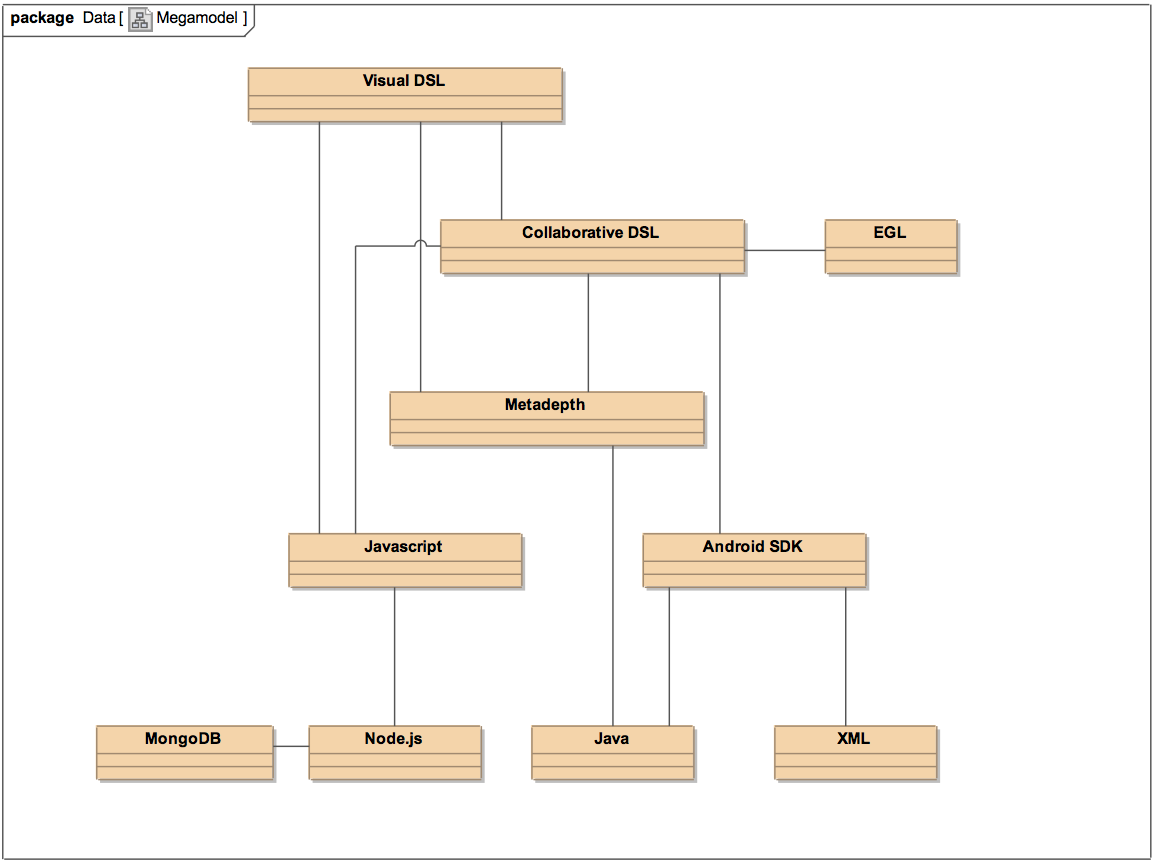 package Data [ Megamodel ]
Visual DSL
Collaborative DSL
EGL
Metadepth
Javascript
Android SDK
MongoDB
Node.js
Java
XML